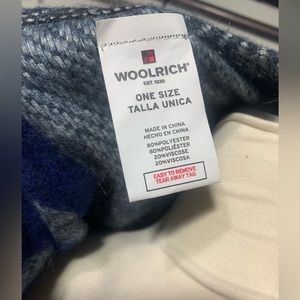 WOOLRICH®
EST. 1830
ONE SIZE
TALLA UNICA
MADE IN CHINA
HECHO EN CHINA
80%POLYESTER
80%POLIÉSTER
20%VISCOSE
20%VISCOSA
EASY TO REMOVE
TEAR AWAY TAG